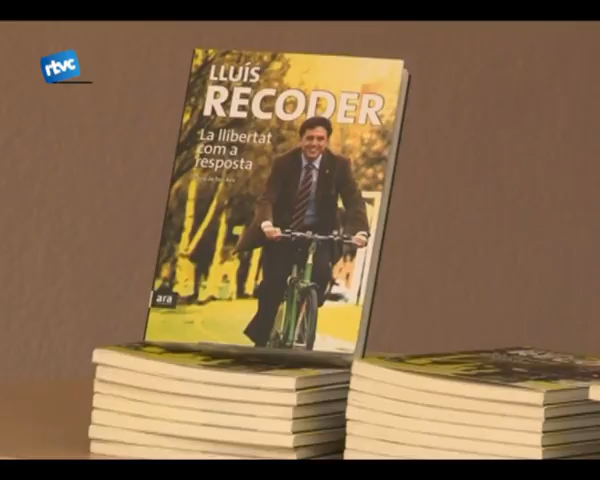 rtvc
LLUÍS
RECODER
La llibertat
com a
resposta
ara